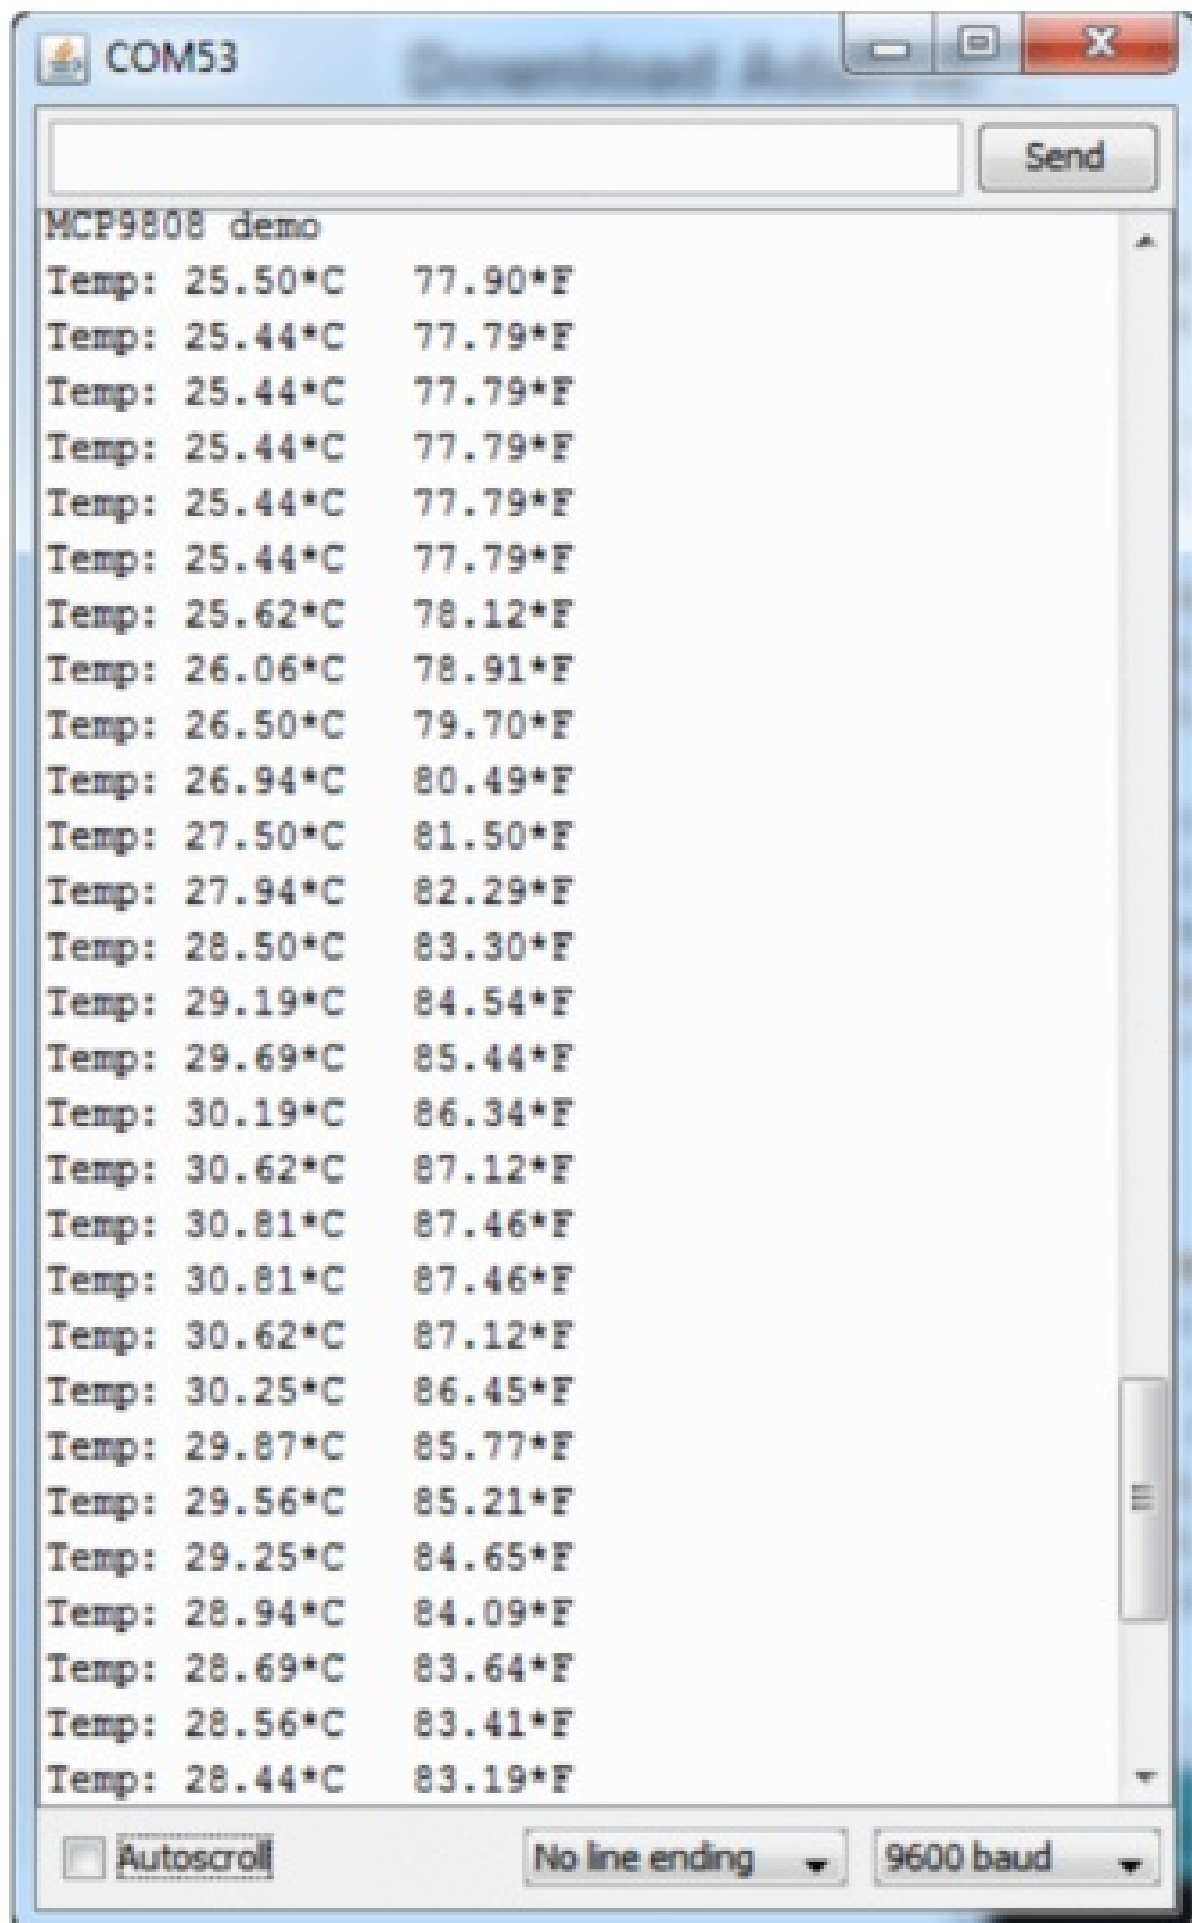 COM53
Send
MCP9808 demo
Temp: 25.50*C   77.90*F
Temp: 25.44*C   77.79*F
Temp: 25.44*C   77.79*F
Temp: 25.44*C   77.79*F
Temp: 25.44*C   77.79*F
Temp: 25.44*C   77.79*F
Temp: 25.62*C   78.12*F
Temp: 26.06*C   78.91*F
Temp: 26.50*C   79.70*F
Temp: 26.94*C   80.49*F
Temp: 27.50*C   81.50*F
Temp: 27.94*C   82.29*F
Temp: 28.50*C   83.30*F
Temp: 29.19*C   84.54*F
Temp: 29.69*C   85.44*F
Temp: 30.19*C   86.34*F
Temp: 30.62*C   87.12*F
Temp: 30.81*C   87.46*F
Temp: 30.81*C   87.46*F
Temp: 30.62*C   87.12*F
Temp: 30.25*C   86.45*F
Temp: 29.87*C   85.77*F
Temp: 29.56*C   85.21*F
Temp: 29.25*C   84.65*F
Temp: 28.94*C   84.09*F
Temp: 28.69*C   83.64*F
Temp: 28.56*C   83.41*F
Temp: 28.44*C   83.19*F
Autoscroll No line ending 9600 baud